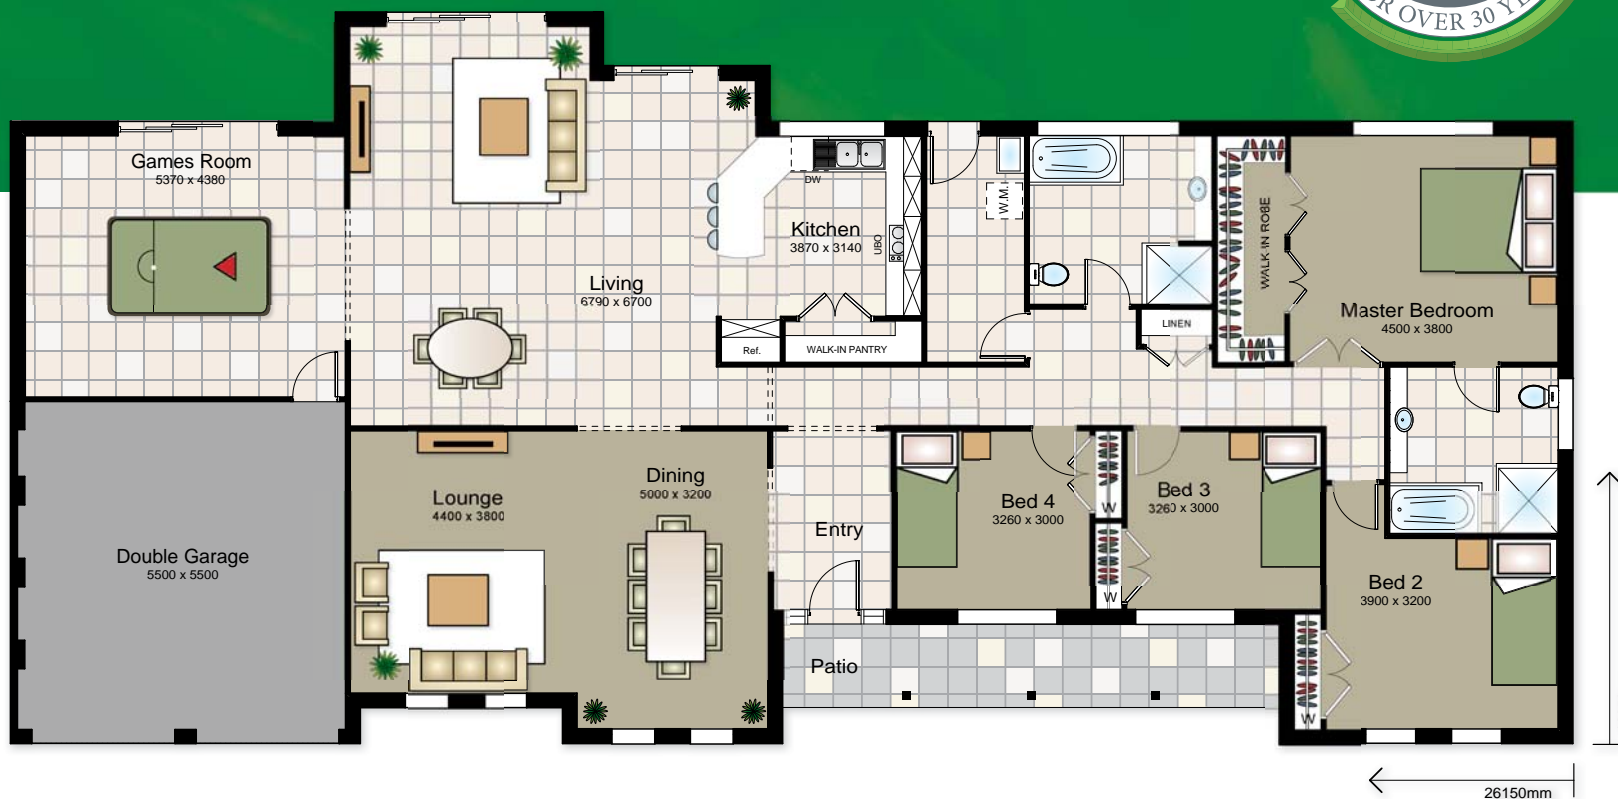 OR OVER 30 YE
Games Room
5370 x 4380
DW
Kitchen
3870 x 3140
UBO
W.M.
WALK-IN ROBE
Living
6790 x 6700
Master Bedroom
4500 x 3800
LINEN
Ref.
WALK-IN PANTRY
Lounge
4400 x 3800
Dining
5000 x 3200
Entry
Bed 4
3260 x 3000
W
Bed 3
3260 x 3000
W
Double Garage
5500 x 5500
Bed 2
3900 x 3200
W
Patio
26150mm